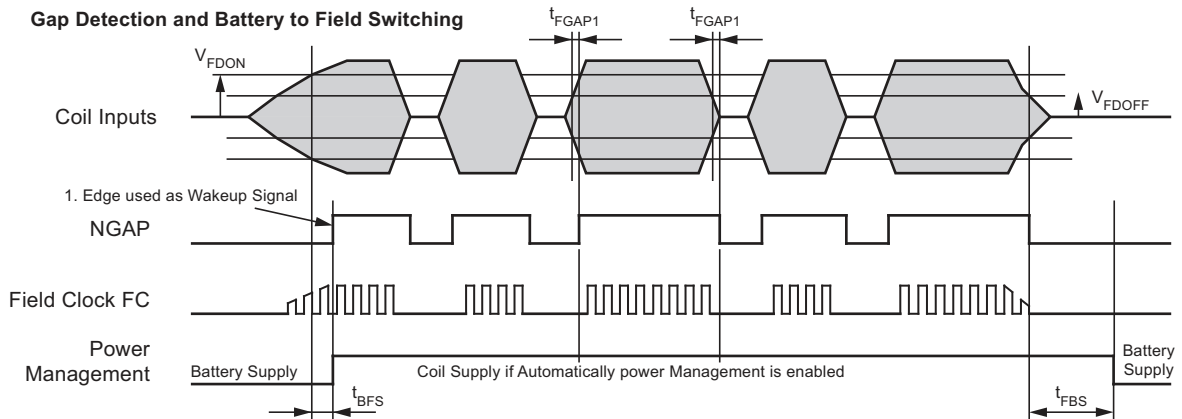 Gap Detection and Battery to Field Switching
tFGAP1
tFGAP1
VFDON
Coil Inputs
VFDOFF
1. Edge used as Wakeup Signal
NGAP
Field Clock FC
Power
Management
Battery Supply
Coil Supply if Automatically power Management is enabled
Battery
Supply
tBFS
tFBS